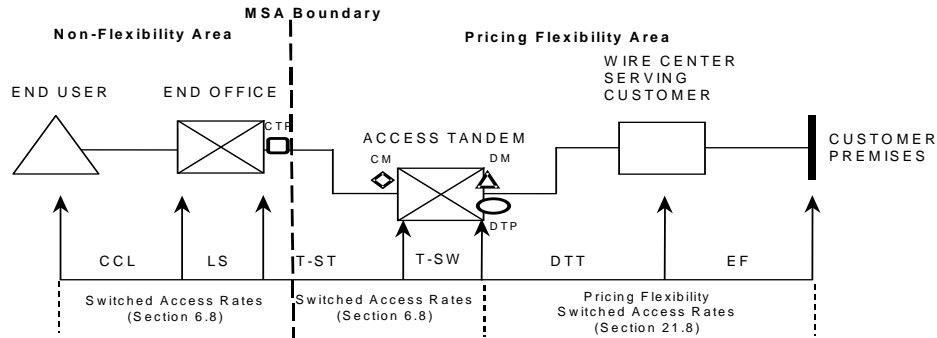 MSA Boundary
Non-Flexibility Area
Pricing Flexibility Area
WIRE CENTER
SERVING
CUSTOMER
END USER
END OFFICE
CTP
ACCESS TANDEM
CUSTOMER
PREMISES
CM
DM
DTP
CCL
LS
T-ST
T-SW
DTT
EF
Switched Access Rates
(Section 6.8)
Switched Access Rates
(Section 6.8)
Pricing Flexibility
Switched Access Rates
(Section 21.8)